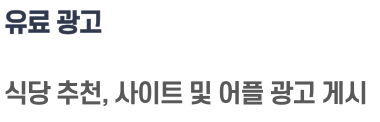 유료 광고
식당 추천, 사이트 및 어플 광고 게시